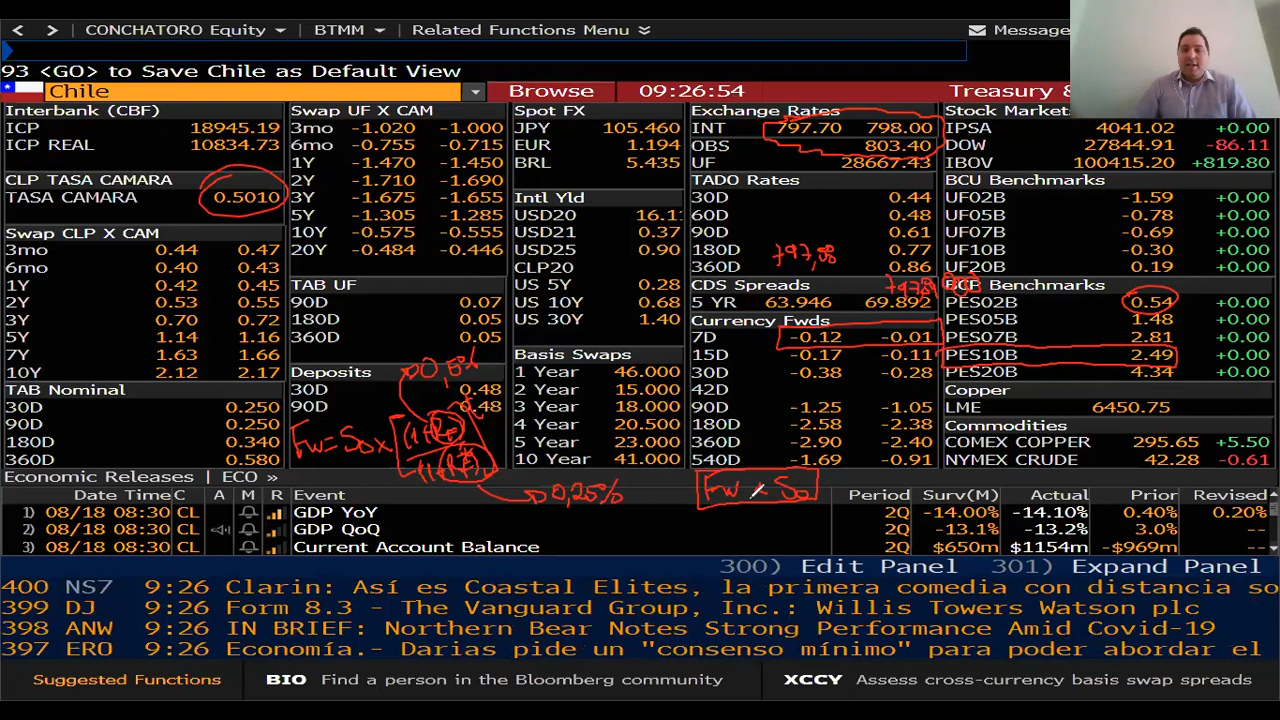 CONCHATORO Equity BTMM Related Functions Menu Message
93 <GO> to Save Chile as Default View
Chile Browse 09:26:54 Treasury &
Interbank (CBF)
ICP 18945.19
ICP REAL 10834.73
CLP TASA CAMARA
TASA CAMARA 0.5010
Swap CLP X CAM
3mo 0.44 0.47
6mo 0.40 0.43
1Y 0.42 0.45
2Y 0.53 0.55
3Y 0.70 0.72
5Y 1.14 1.16
7Y 1.63 1.66
10Y 2.12 2.17
TAB Nominal
30D 0.250
90D 0.250
180D 0.340
360D 0.580
Swap UF X CAM
3mo -1.020 -1.000
6mo -0.755 -0.715
1Y -1.470 -1.450
2Y -1.710 -1.690
3Y -1.675 -1.655
5Y -1.305 -1.285
10Y -0.575 -0.555
20Y -0.484 -0.446
TAB UF
90D 0.07
180D 0.05
360D 0.05
Deposits
30D 0.48
90D 0.48
0,5%
Fw=Sox
0,25%
Spot FX
JPY 105.460
EUR 1.194
BRL 5.435
Intl Yld
USD20 16.11
USD21 0.37
USD25 0.90
CLP20
US 5Y 0.28
US 10Y 0.68
US 30Y 1.40
Basis Swaps
1 Year 46.000
2 Year 15.000
3 Year 18.000
4 Year 20.500
5 Year 23.000
10 Year 41.000
Exchange Rates
INT 797.70 798.00
OBS 803.40
UF 28667.43
TADO Rates
30D 0.44
60D 0.48
90D 0.61
180D 0.77
360D 0.86
797,58
CDS Spreads
5 YR 63.946 69.892
Currency Fwds
7D -0.12 -0.01
15D -0.17 -0.11
30D -0.38 -0.28
42D
90D -1.25 -1.05
180D -2.58 -2.38
360D -2.90 -2.40
540D -1.69 -0.91
Fw < So
Stock Market
IPSA 4041.02 +0.00
DOW 27844.91 -86.11
IBOV 100415.20 +819.80
BCU Benchmarks
UF02B -1.59 +0.00
UF05B -0.78 +0.00
UF07B -0.69 +0.00
UF10B -0.30 +0.00
UF20B 0.19 +0.00
BCP Benchmarks
PES02B 0.54 +0.00
PES05B 1.48 +0.00
PES07B 2.81 +0.00
PES10B 2.49 +0.00
PES20B 4.34 +0.00
Copper
LME 6450.75
Commodities
COMEX COPPER 295.65 +5.50
NYMEX CRUDE 42.28 -0.61
Economic Releases ECO »
Date Time C A M R Event Period Surv(M) Actual Prior Revised
1) 08/18 08:30 CL GDP YoY 2Q -14.00% -14.10% 0.40% 0.20%
2) 08/18 08:30 CL GDP QoQ 2Q -13.1% -13.2% 3.0% --
3) 08/18 08:30 CL Current Account Balance 2Q $650m $1154m -$969m --
300) Edit Panel 301) Expand Panel
400 NS7 9:26 Clarin: Así es Coastal Elites, la primera comedia con distancia so
399 DJ 9:26 Form 8.3 - The Vanguard Group, Inc.: Willis Towers Watson plc
398 ANW 9:26 IN BRIEF: Northern Bear Notes Strong Performance Amid Covid-19
397 ERO 9:26 Economía.- Darias pide un "consenso mínimo" para poder abordar el
Suggested Functions BIO Find a person in the Bloomberg community XCCY Assess cross-currency basis swap spreads